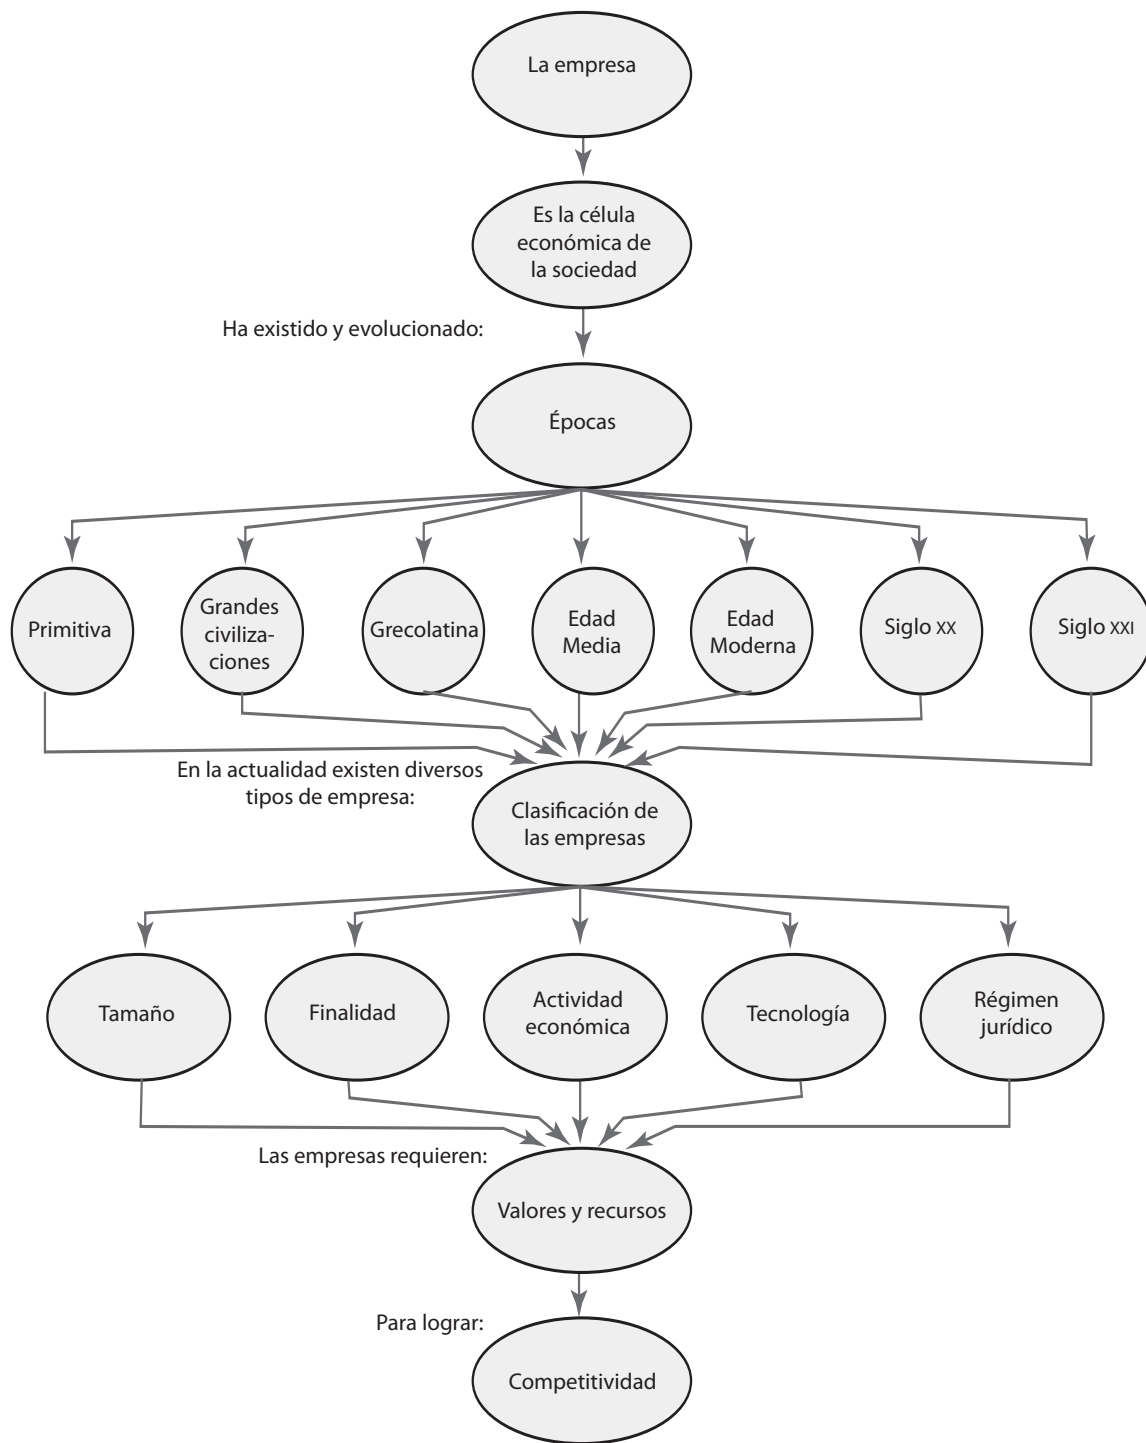 La empresa
Es la célula
económica de
la sociedad
Ha existido y evolucionado:
Épocas
Primitiva
Grandes
civiliza-
ciones
Grecolatina
Edad
Media
Edad
Moderna
Siglo XX
Siglo XXI
En la actualidad existen diversos
tipos de empresa:
Clasificación de
las empresas
Tamaño
Finalidad
Actividad
económica
Tecnología
Régimen
jurídico
Las empresas requieren:
Valores y recursos
Para lograr:
Competitividad